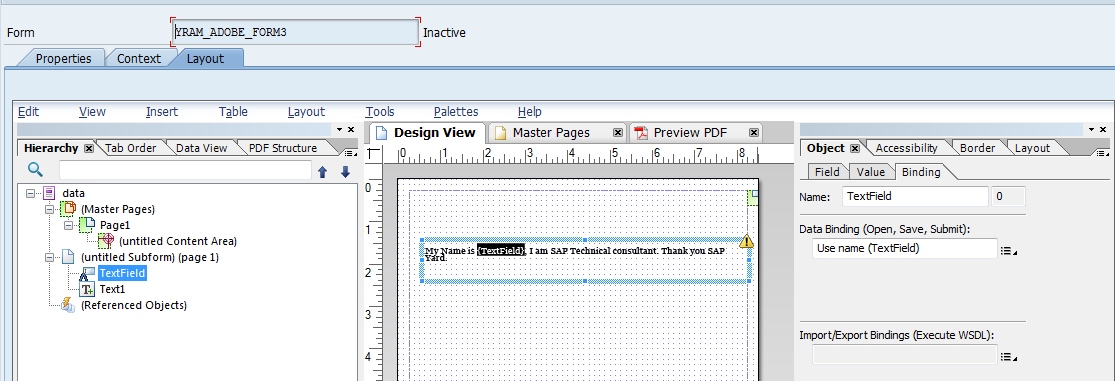 Form YRAM_ADOBE_FORM3 Inactive
Properties Context Layout
Edit View Insert Table Layout Tools Palettes Help
Hierarchy Tab Order Data View PDF Structure
Design View Master Pages Preview PDF
Object Accessibility Border Layout
0 1 2 3 4 5 6 7 8
Field Value Binding
data
(Master Pages)
Page1
(untitled Content Area)
(untitled Subform) (page 1)
TextField
Text1
(Referenced Objects)
0
1
2
3
4
My Name is {TextField}, I am SAP Technical consultant. Thank you SAP
Yard.
Name: TextField 0
Data Binding (Open, Save, Submit):
Use name (TextField)
Import/Export Bindings (Execute WSDL):